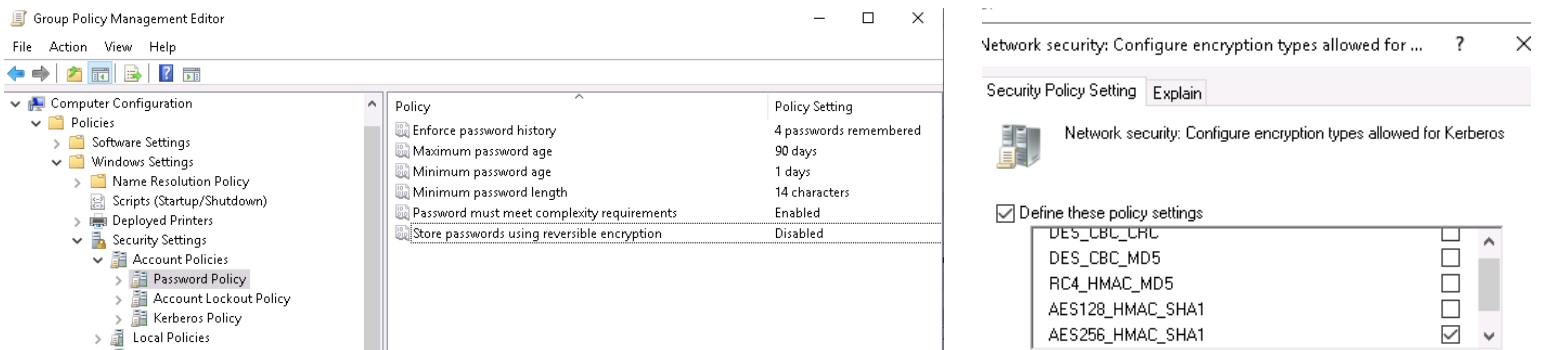 Group Policy Management Editor
File Action View Help
Computer Configuration
Policies
Software Settings
Windows Settings
Name Resolution Policy
Scripts (Startup/Shutdown)
Deployed Printers
Security Settings
Account Policies
Password Policy
Account Lockout Policy
Kerberos Policy
Local Policies
Policy Policy Setting
Enforce password history 4 passwords remembered
Maximum password age 90 days
Minimum password age 1 days
Minimum password length 14 characters
Password must meet complexity requirements Enabled
Store passwords using reversible encryption Disabled
Network security: Configure encryption types allowed for ... ?
Security Policy Setting Explain
Network security: Configure encryption types allowed for Kerberos
Define these policy settings
DES_CBC_CRC
DES_CBC_MD5
RC4_HMAC_MD5
AES128_HMAC_SHA1
AES256_HMAC_SHA1